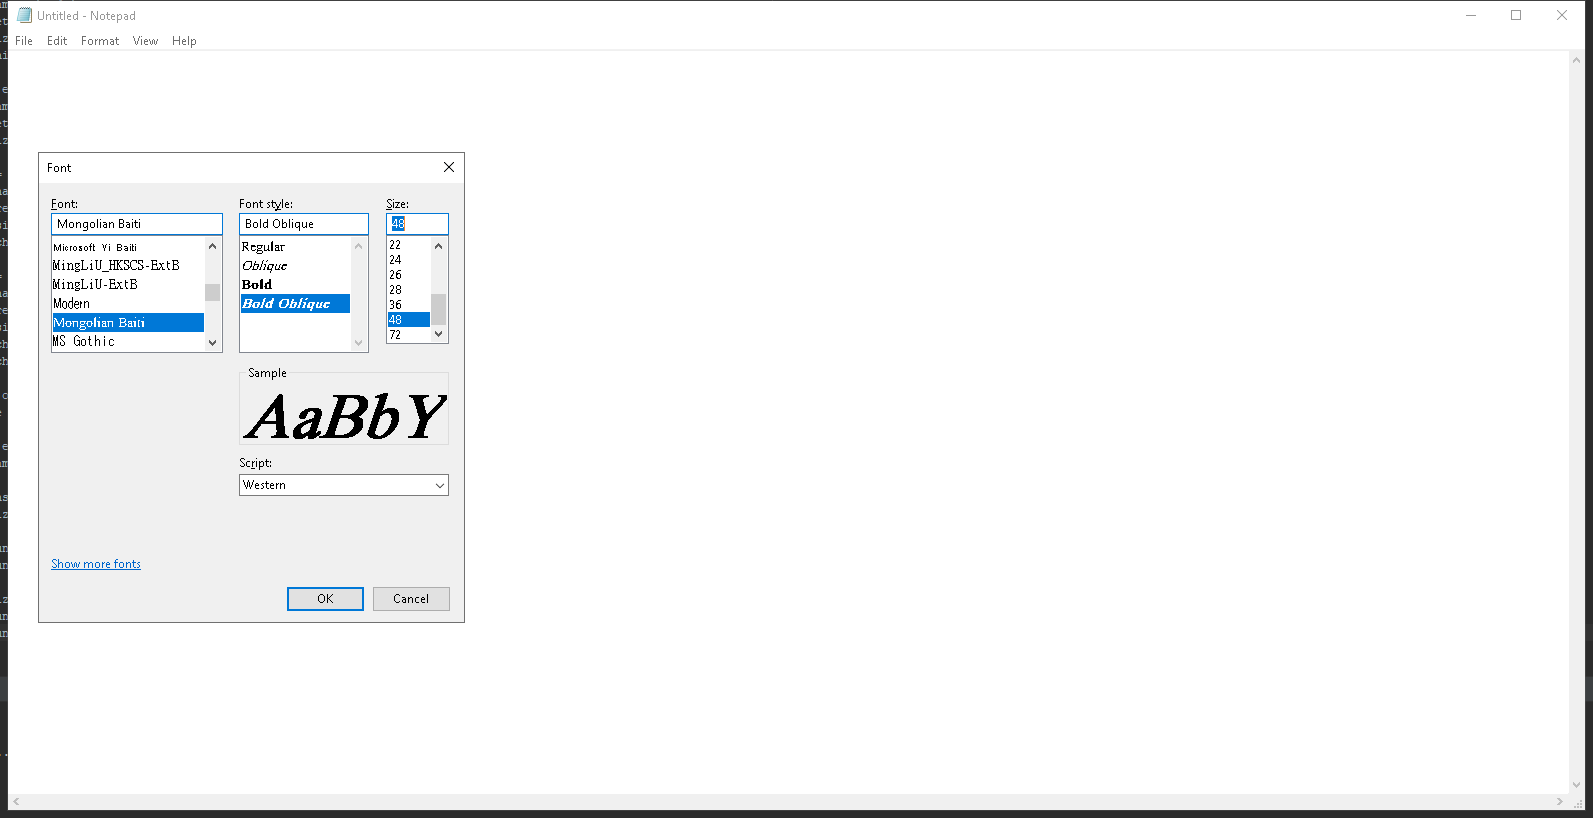 Untitled - Notepad
File Edit Format View Help
Font
Font:
Mongolian Baiti
Microsoft Yi Baiti
MingLiU_HKSCS-ExtB
MingLiU-ExtB
Modern
Mongolian Baiti
MS Gothic
Font style:
Bold Oblique
Regular
Oblique
Bold
Bold Oblique
Size:
48
22
24
26
28
36
48
72
Sample
AaBbY
Script:
Western
Show more fonts
OK Cancel